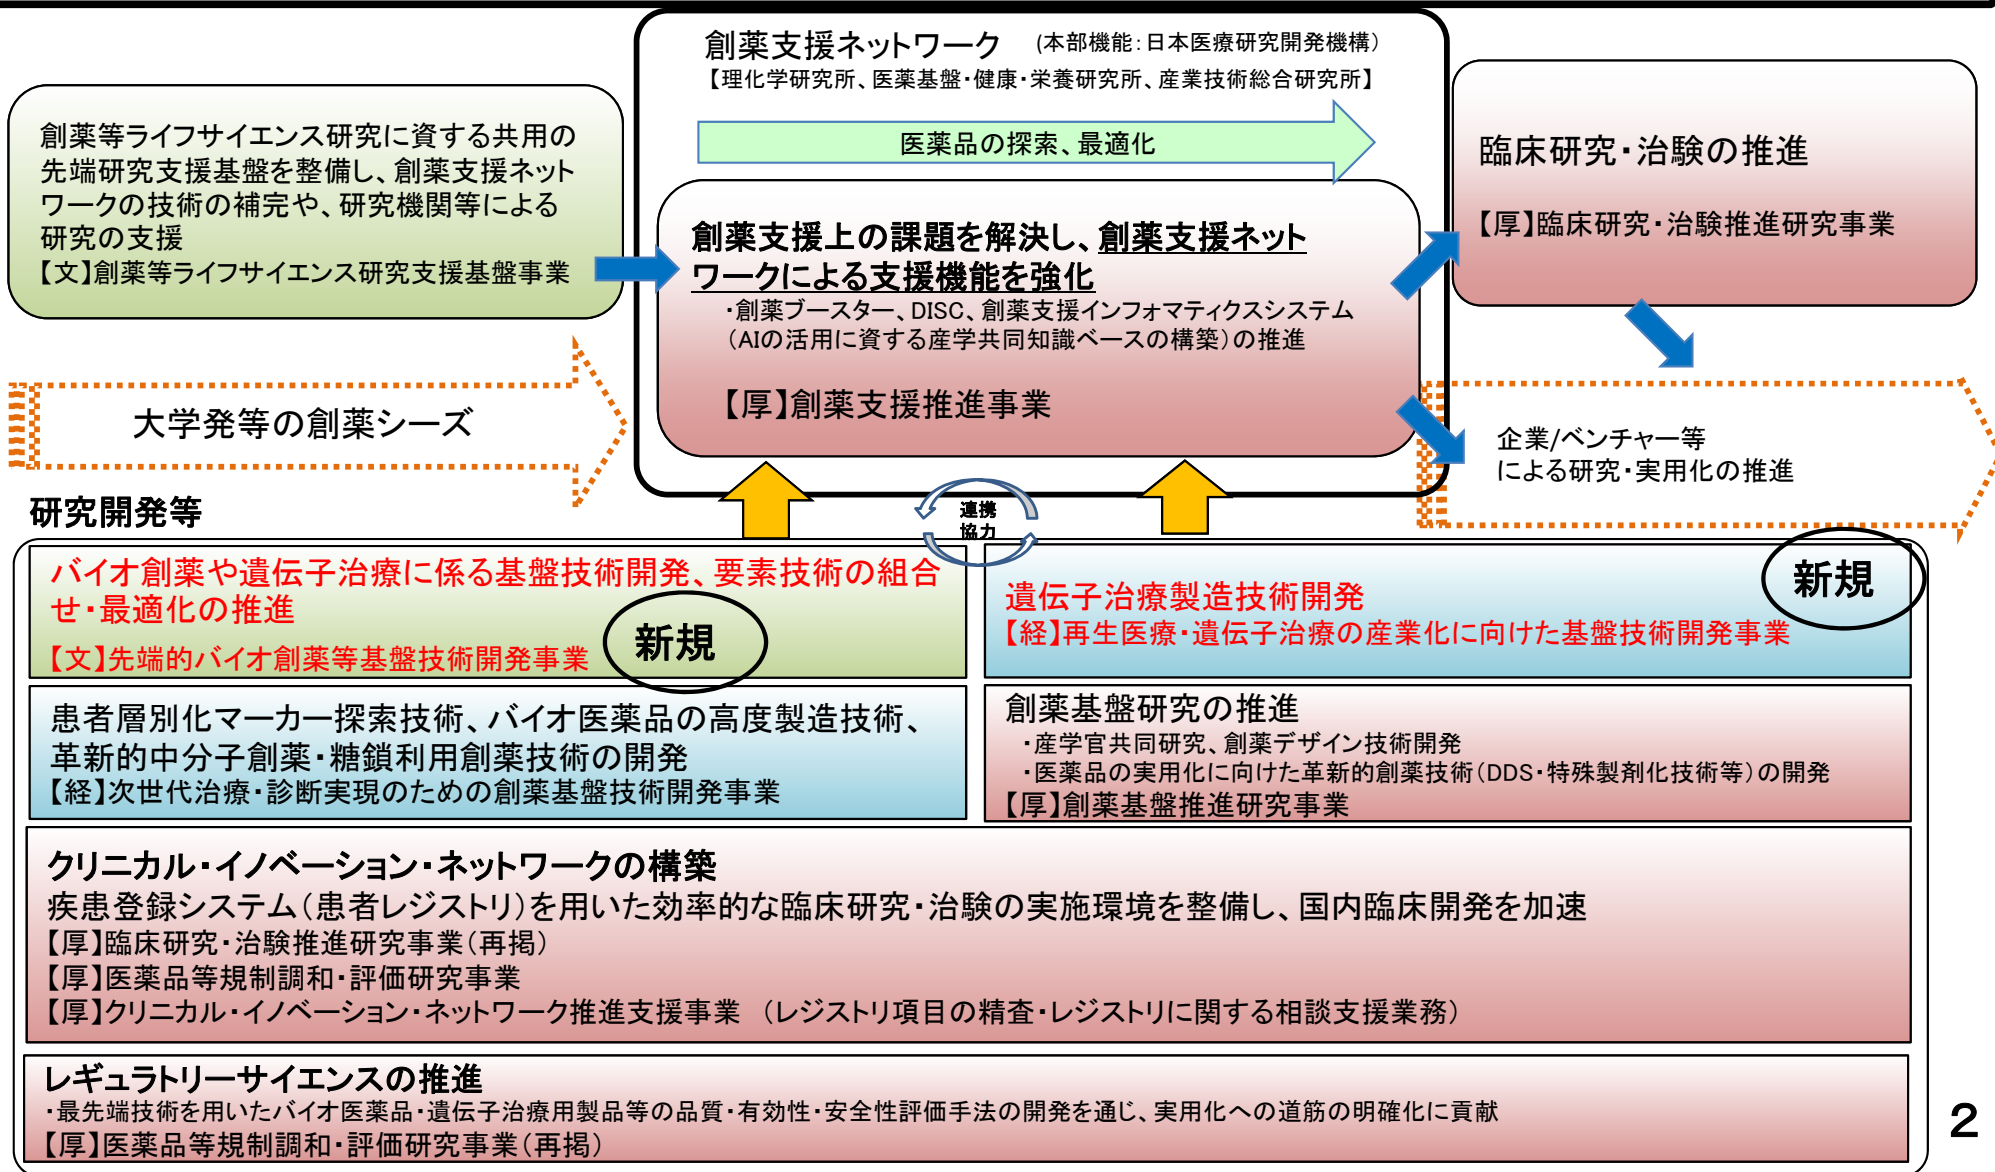 創薬支援ネットワーク (本部機能:日本医療研究開発機構)
【理化学研究所、医薬基盤・健康・栄養研究所、産業技術総合研究所】
医薬品の探索、最適化
創薬等ライフサイエンス研究に資する共用の
先端研究支援基盤を整備し、創薬支援ネット
ワークの技術の補完や、研究機関等による
研究の支援
【文】創薬等ライフサイエンス研究支援基盤事業
創薬支援上の課題を解決し、創薬支援ネット
ワークによる支援機能を強化
・創薬ブースター、DISC、創薬支援インフォマティクスシステム
（AIの活用に資する産学共同知識ベースの構築）の推進
【厚】創薬支援推進事業
臨床研究・治験の推進
【厚】臨床研究・治験推進研究事業
大学発等の創薬シーズ
企業/ベンチャー等
による研究・実用化の推進
研究開発等
連携
協力
バイオ創薬や遺伝子治療に係る基盤技術開発、要素技術の組合
せ・最適化の推進
【文】先端的バイオ創薬等基盤技術開発事業
新規
遺伝子治療製造技術開発
【経】再生医療・遺伝子治療の産業化に向けた基盤技術開発事業
新規
患者層別化マーカー探索技術、バイオ医薬品の高度製造技術、
革新的中分子創薬・糖鎖利用創薬技術の開発
【経】次世代治療・診断実現のための創薬基盤技術開発事業
創薬基盤研究の推進
・産学官共同研究、創薬デザイン技術開発
・医薬品の実用化に向けた革新的創薬技術（DDS・特殊製剤化技術等）の開発
【厚】創薬基盤推進研究事業
クリニカル・イノベーション・ネットワークの構築
疾患登録システム（患者レジストリ）を用いた効率的な臨床研究・治験の実施環境を整備し、国内臨床開発を加速
【厚】臨床研究・治験推進研究事業（再掲）
【厚】医薬品等規制調和・評価研究事業
【厚】クリニカル・イノベーション・ネットワーク推進支援事業 （レジストリ項目の精査・レジストリに関する相談支援業務）
レギュラトリーサイエンスの推進
・最先端技術を用いたバイオ医薬品・遺伝子治療用製品等の品質・有効性・安全性評価手法の開発を通じ、実用化への道筋の明確化に貢献
【厚】医薬品等規制調和・評価研究事業（再掲）
2